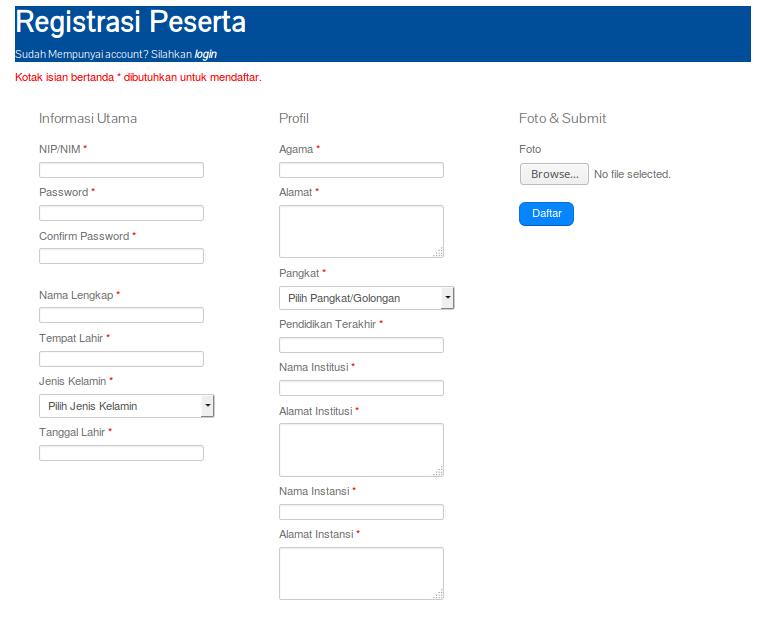 Registrasi Peserta
Sudah Mempunyai account? Silahkan login
Kotak isian bertanda * dibutuhkan untuk mendaftar.
Informasi Utama
NIP/NIM *
Password *
Confirm Password *
Nama Lengkap *
Tempat Lahir *
Jenis Kelamin *
Pilih Jenis Kelamin
Tanggal Lahir *
Profil
Agama *
Alamat *
Pangkat *
Pilih Pangkat/Golongan
Pendidikan Terakhir *
Nama Institusi *
Alamat Institusi *
Nama Instansi *
Alamat Instansi *
Foto & Submit
Foto
Browse... No file selected.
Daftar